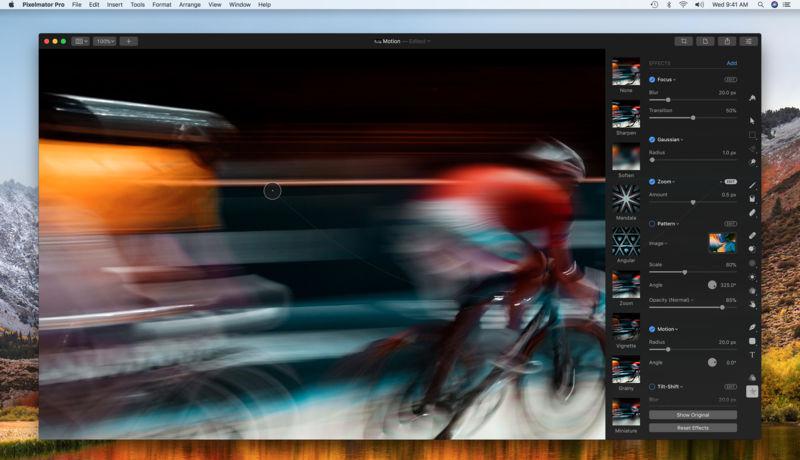 Pixelmator Pro File Edit Insert Tools Format Arrange View Window Help
Wed 9:41 AM
100%
Motion — Edited
EFFECTS Add
None
Sharpen
Soften
Mandala
Angular
Zoom
Vignette
Grainy
Miniature
Focus EDIT
Blur 20.0 px
Transition 50%
Gaussian
Radius 1.0 px
Zoom EDIT
Amount 0.5 px
Pattern EDIT
Image
Scale 80%
Angle 325.0°
Opacity (Normal) 85%
Motion
Radius 20.0 px
Angle 0.0°
Tilt-Shift EDIT
Blur 20.0 px
Show Original
Reset Effects
T